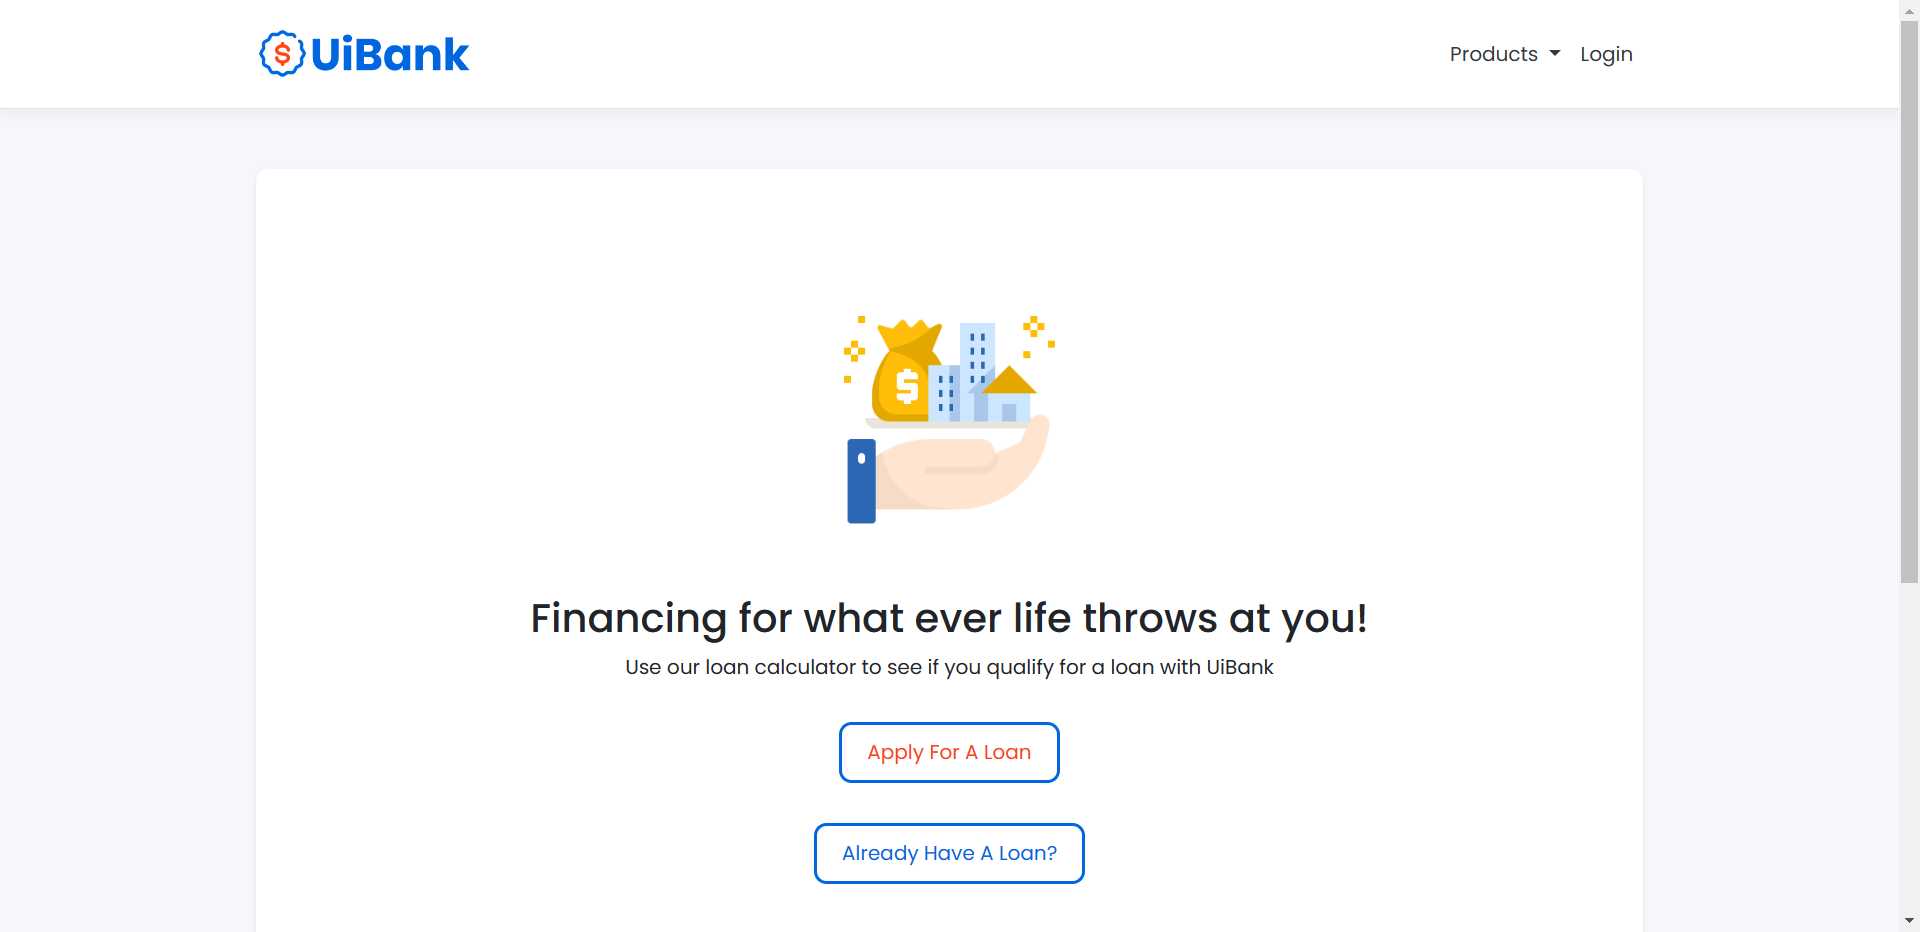 UiBank
Products Login
Financing for what ever life throws at you!
Use our loan calculator to see if you qualify for a loan with UiBank
Apply For A Loan
Already Have A Loan?